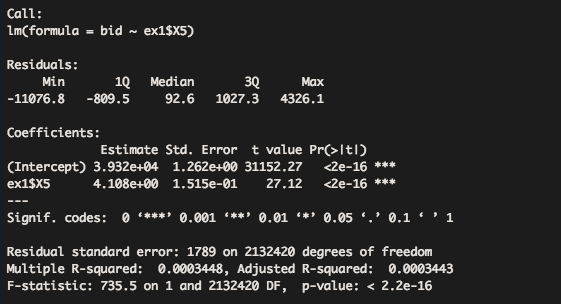 Call:
lm(formula = bid ~ ex1$X5)
Residuals:
Min 1Q Median 3Q Max
-11076.8 -809.5 92.6 1027.3 4326.1
Coefficients:
Estimate Std. Error t value Pr(>|t|)
(Intercept) 3.932e+04 1.262e+00 31152.27 <2e-16 ***
ex1$X5 4.108e+00 1.515e-01 27.12 <2e-16 ***
---
Signif. codes: 0 ‘***’ 0.001 ‘**’ 0.01 ‘*’ 0.05 ‘.’ 0.1 ‘ ’ 1
Residual standard error: 1789 on 2132420 degrees of freedom
Multiple R-squared: 0.0003448, Adjusted R-squared: 0.0003443
F-statistic: 735.5 on 1 and 2132420 DF, p-value: < 2.2e-16